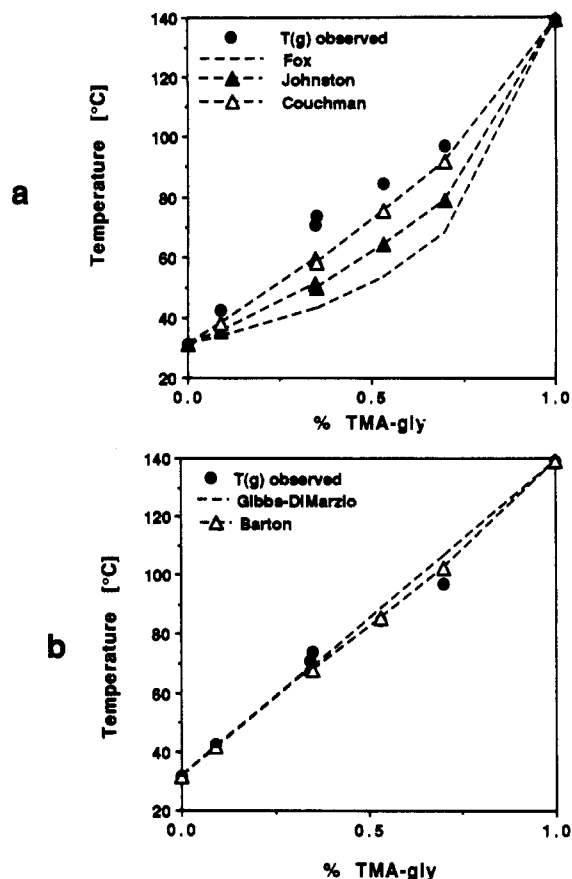 a
Temperature [°C]
140
120
100
80
60
40
20
T(g) observed
Fox
Johnston
Couchman
0.0
0.5
1.0
% TMA-gly
b
Temperature [°C]
140
120
100
80
60
40
20
T(g) observed
Gibbs-DiMarzio
Barton
0.0
0.5
1.0
% TMA-gly